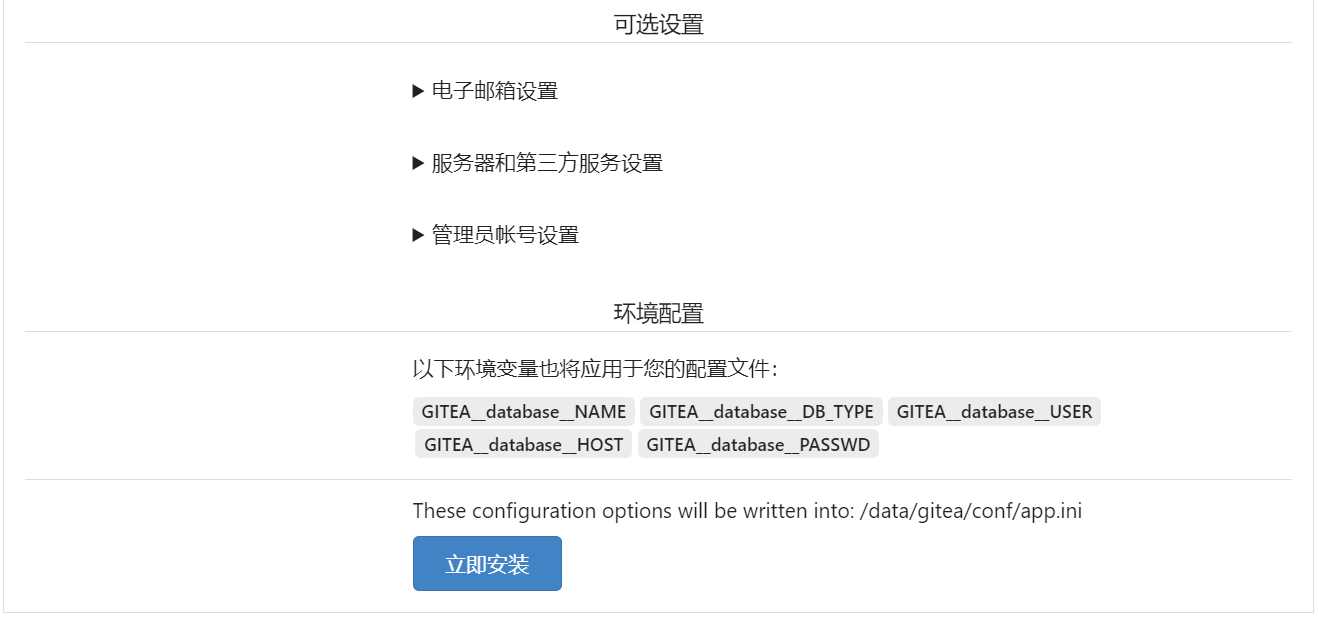 可选设置
电子邮箱设置
服务器和第三方服务设置
管理员帐号设置
环境配置
以下环境变量也将应用于您的配置文件：
GITEA__database__NAME GITEA__database__DB_TYPE GITEA__database__USER
GITEA__database__HOST GITEA__database__PASSWD
These configuration options will be written into: /data/gitea/conf/app.ini
立即安装